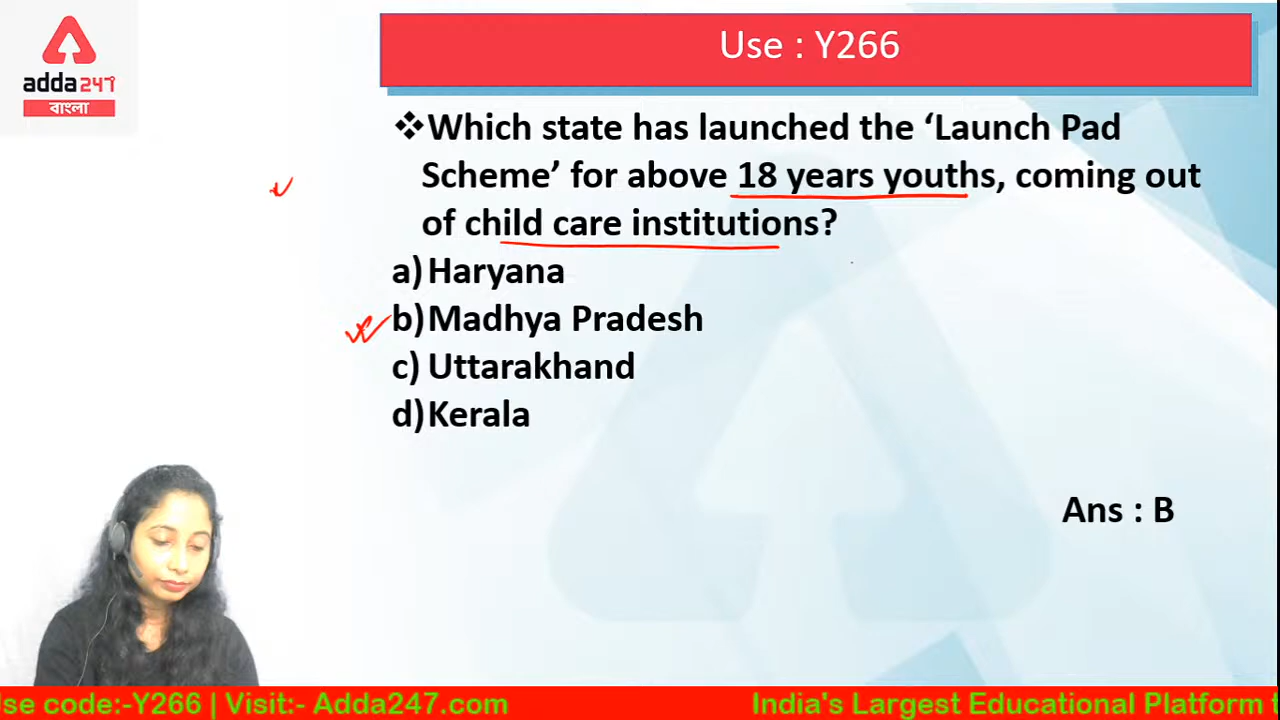 adda247
বাংলা
Use : Y266
❖Which state has launched the ‘Launch Pad
Scheme’ for above 18 years youths, coming out
of child care institutions?
a) Haryana
b) Madhya Pradesh
c) Uttarakhand
d) Kerala
Ans : B
se code:-Y266 | Visit:- Adda247.com India's Largest Educational Platform t